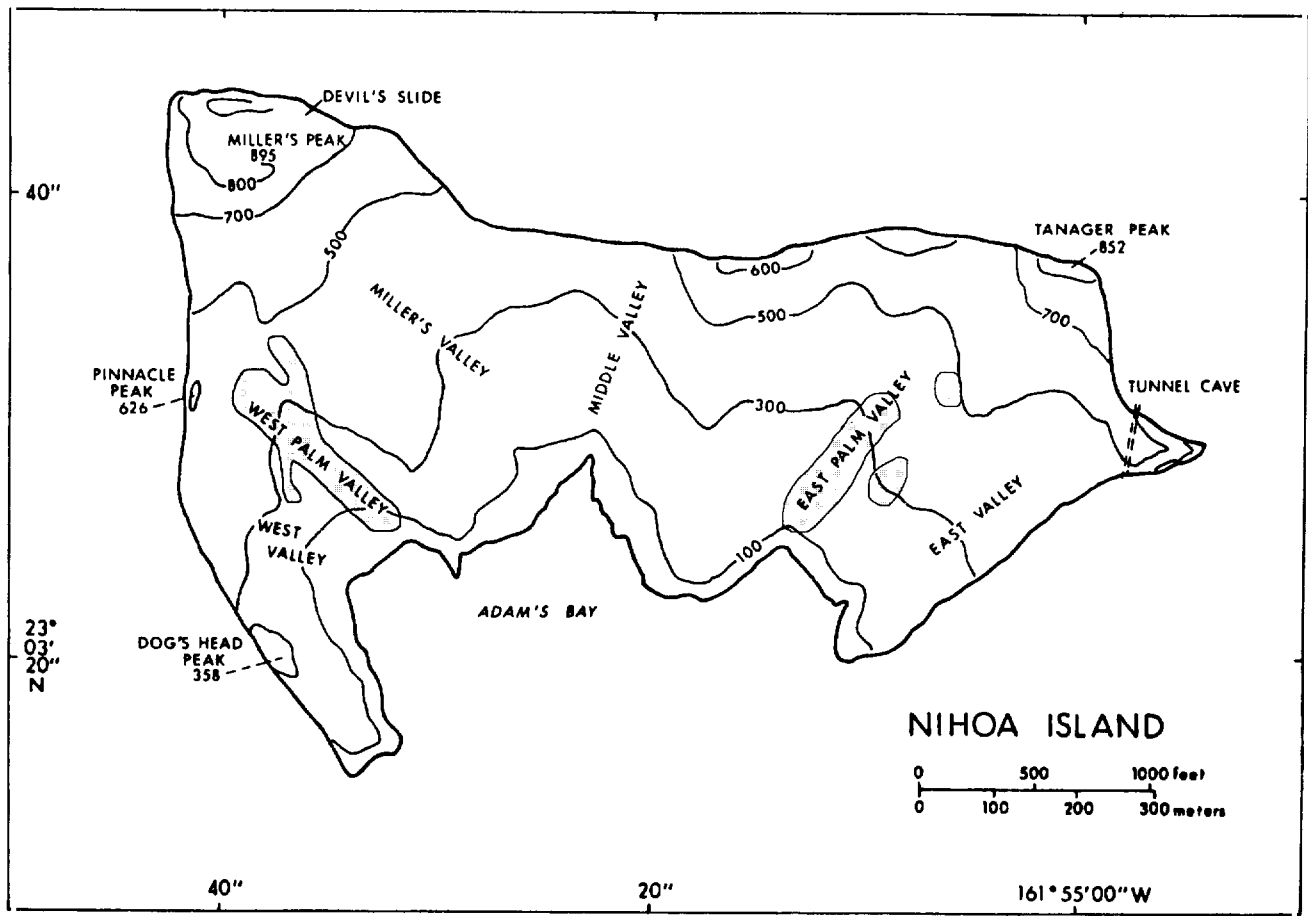 DEVIL'S SLIDE
MILLER'S PEAK
895
800
700
40"
500
TANAGER PEAK
852
600
500
700
MILLER'S VALLEY
MIDDLE VALLEY
PINNACLE
PEAK
626
TUNNEL CAVE
300
WEST PALM VALLEY
EAST PALM VALLEY
WEST
VALLEY
EAST VALLEY
100
ADAM'S BAY
23°
03'
20"
N
DOG'S HEAD
PEAK
358
NIHOA ISLAND
0 500 1000 feet
0 100 200 300 meters
40" 20" 161°55'00"W